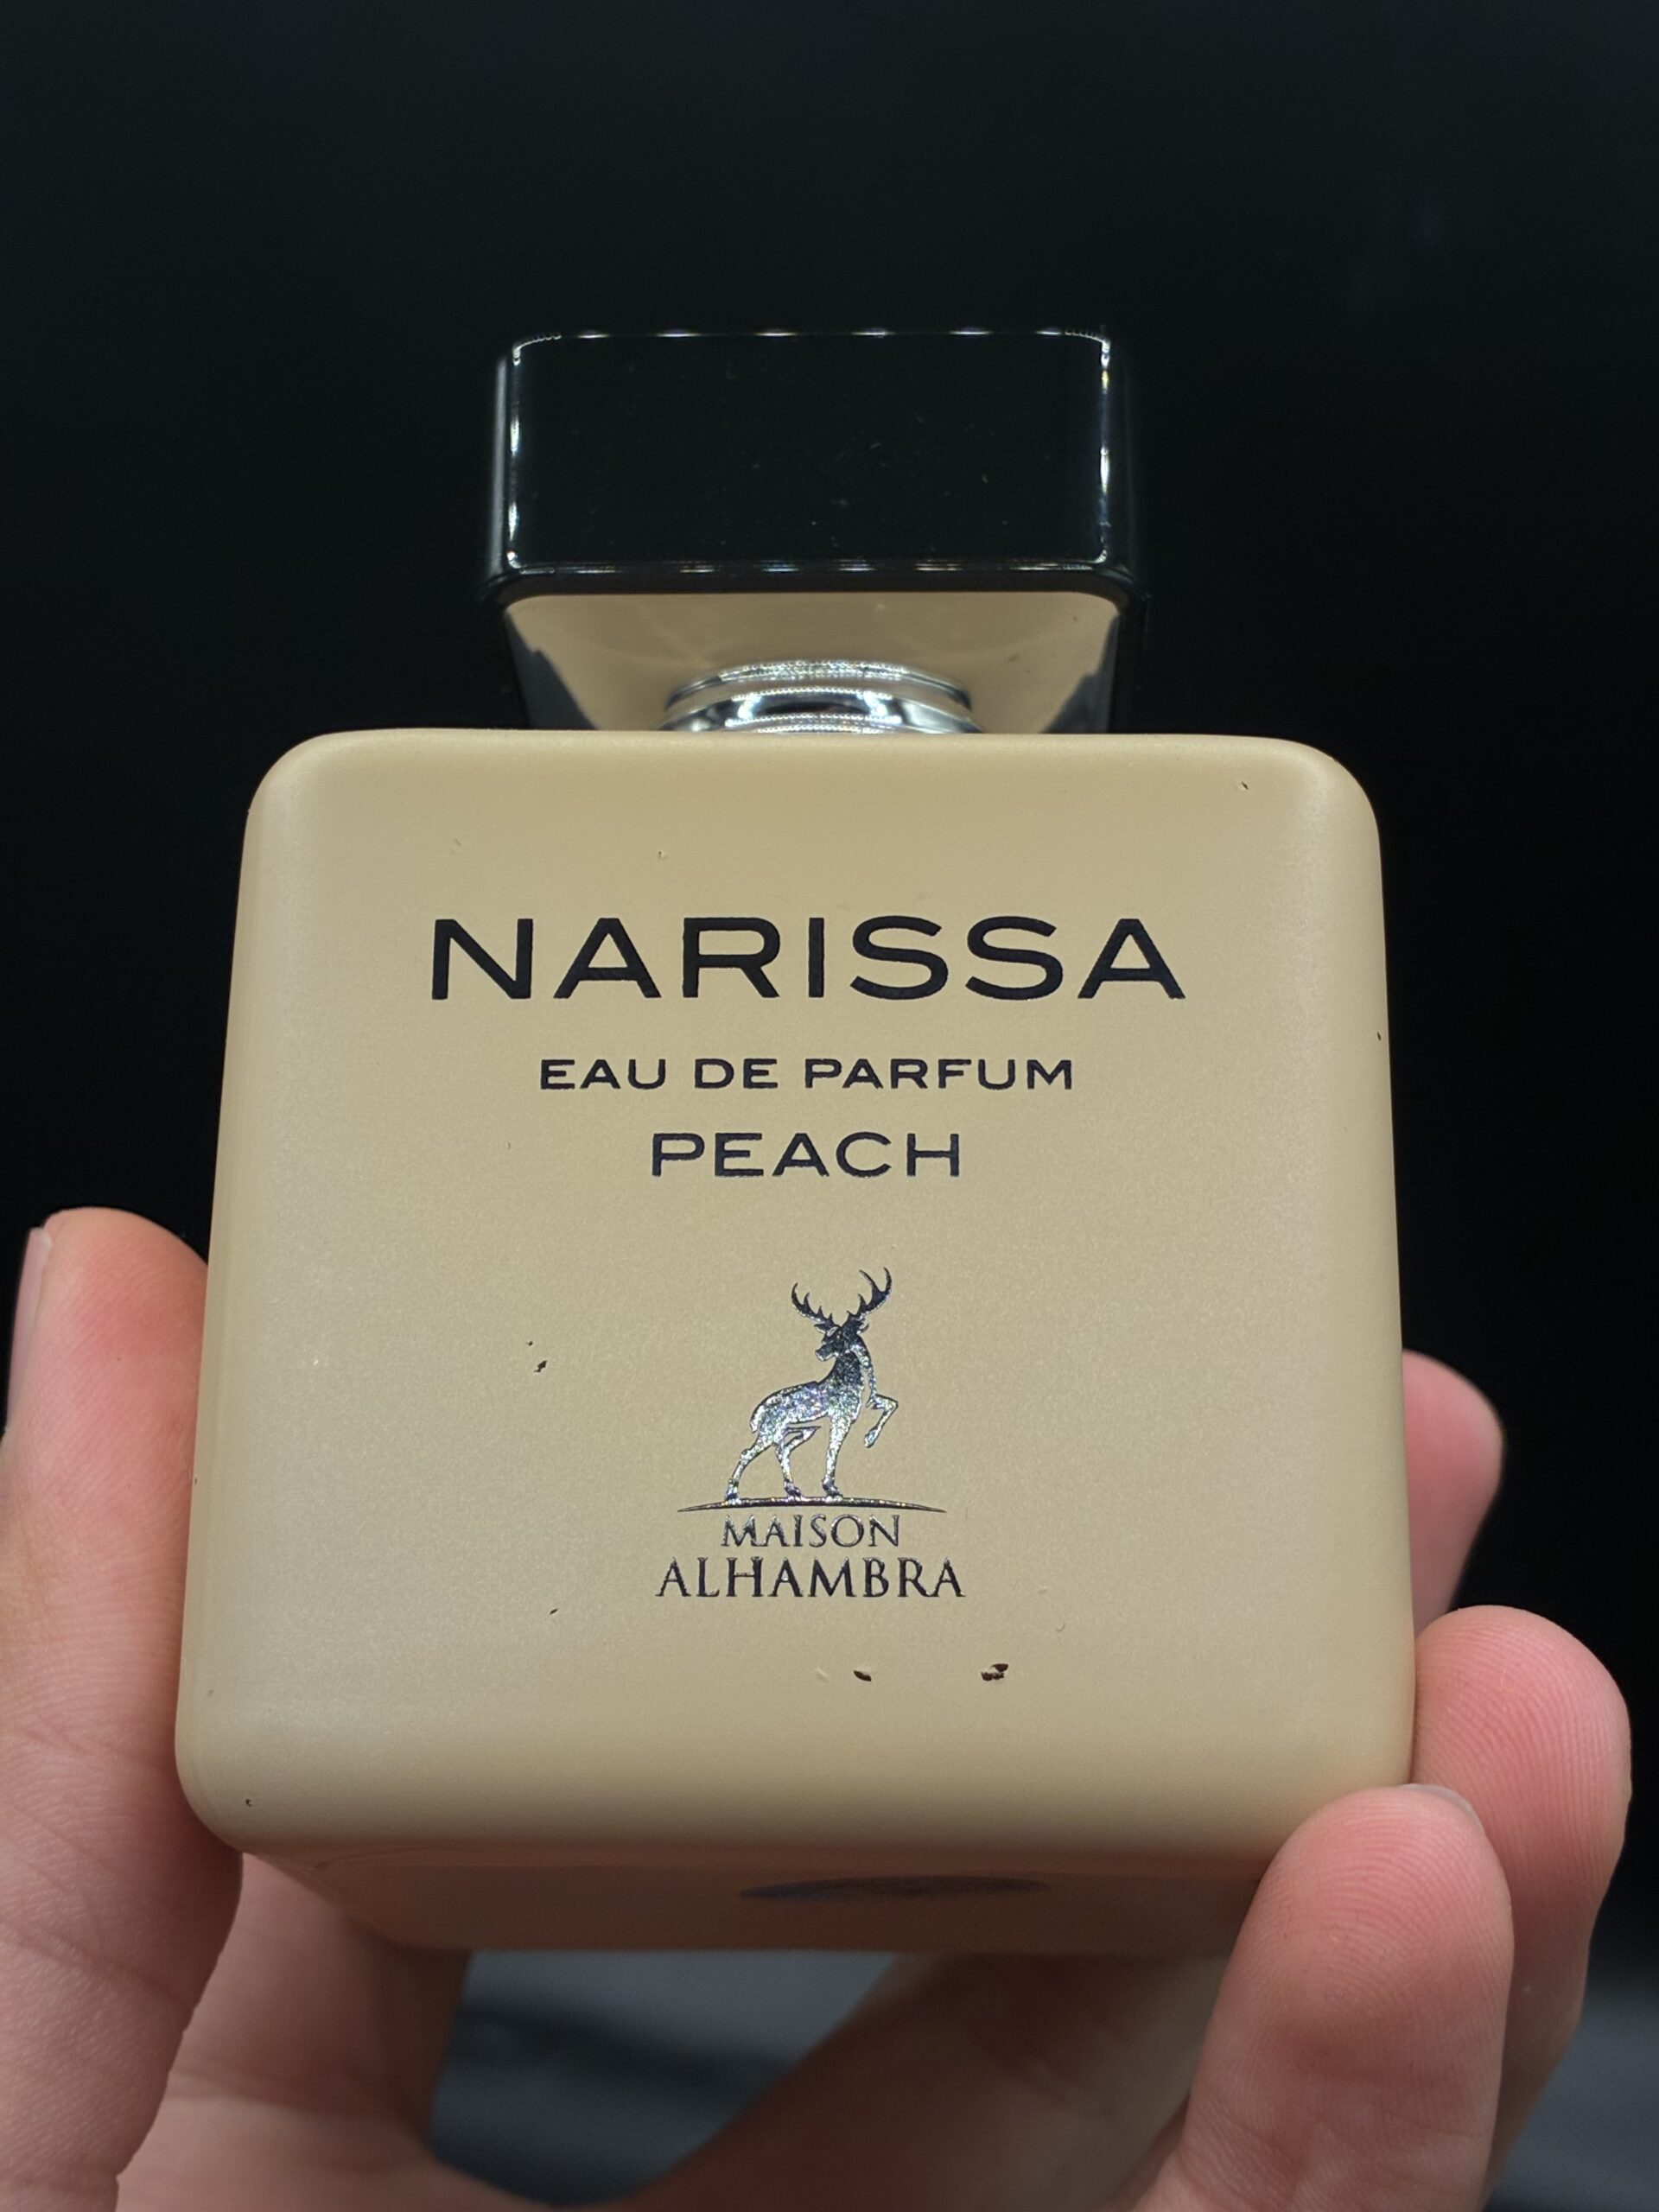 NARISSA
EAU DE PARFUM
PEACH
MAISON
ALHAMBRA